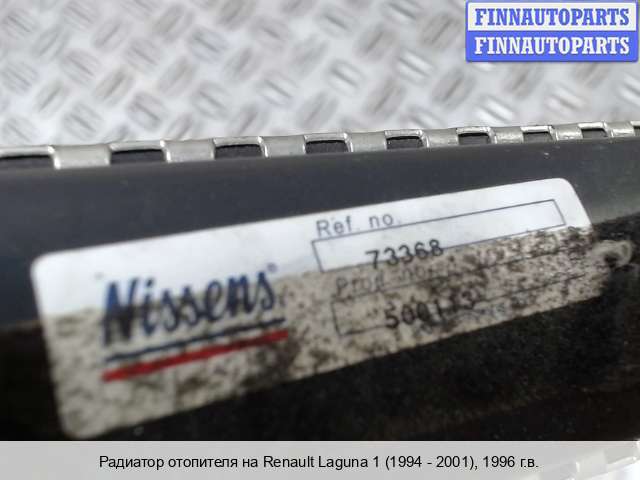 FINNAUTOPARTS
FINNAUTOPARTS
Ref. no.
73368
Nissens
Радиатор отопителя на Renault Laguna 1 (1994 - 2001), 1996 г.в.